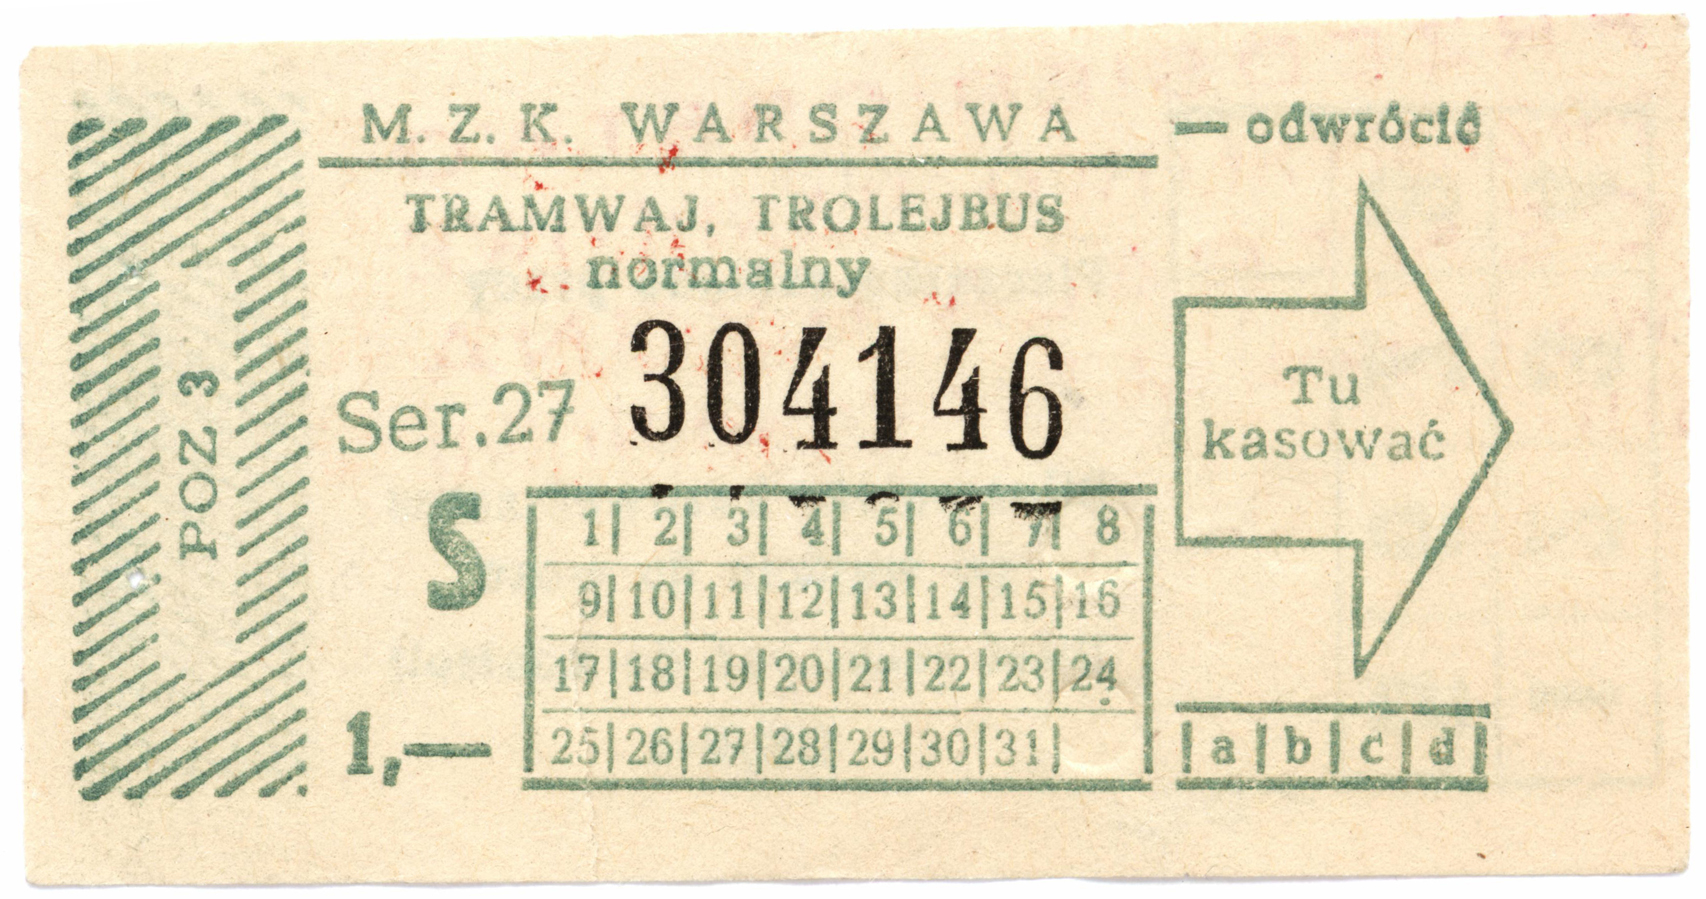 M. Z. K. WARSZAWA
TRAMWAJ, TROLEJBUS
normalny
Ser.27 304146
POZ 3
S
1,—
1| 2| 3| 4| 5| 6| 7| 8
9|10|11|12|13|14|15|16
17|18|19|20|21|22|23|24
25|26|27|28|29|30|31|
— odwrócić
Tu
kasować
|a|b|c|d|